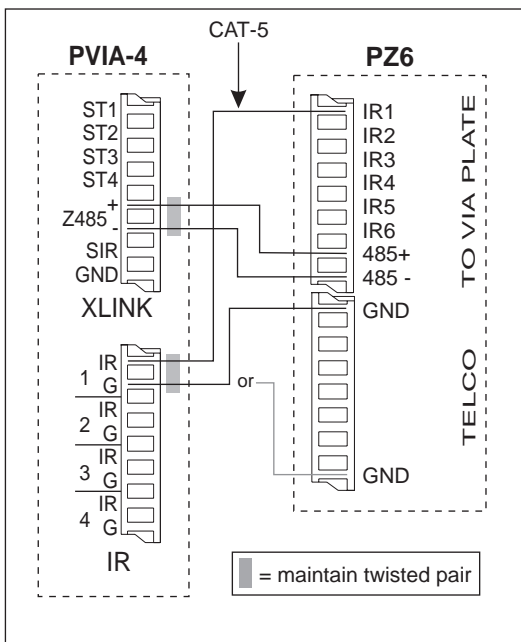 CAT-5
PVIA-4
ST1
ST2
ST3
ST4
+
Z485
-
SIR
GND
XLINK
IR
1
G
IR
2
G
IR
3
G
IR
4
G
IR
PZ6
IR1
IR2
IR3
IR4
IR5
IR6
485+
485 -
GND
GND
TO VIA PLATE
TELCO
or
= maintain twisted pair